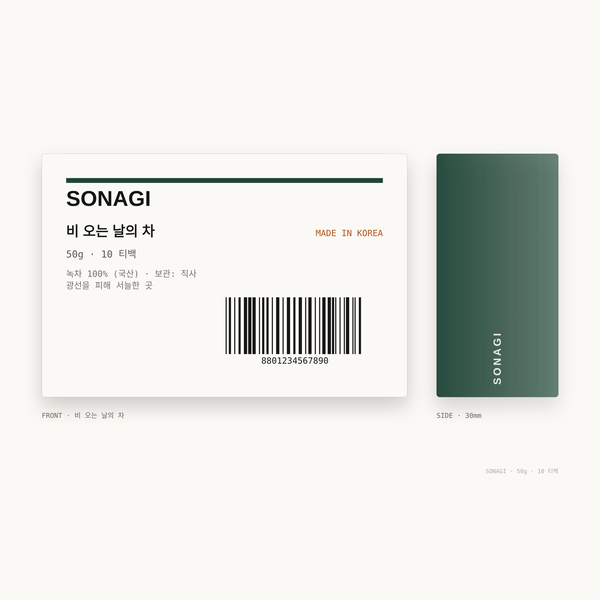 SONAGI
비 오는 날의 차
MADE IN KOREA
50g · 10 티백
녹차 100% (국산) · 보관: 직사
광선을 피해 서늘한 곳
8801234567890
SONAGI
FRONT · 비 오는 날의 차
SIDE · 30mm
SONAGI · 50g · 10 티백